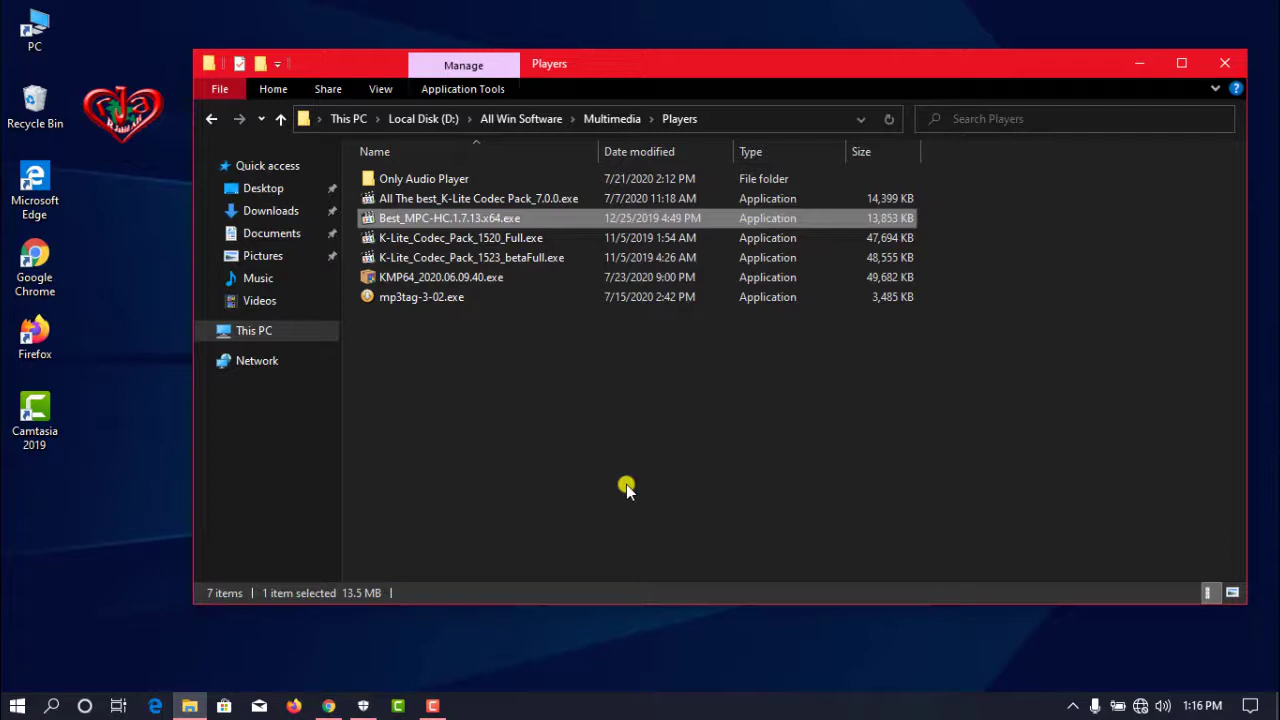 PC
Recycle Bin
Microsoft
Edge
Google
Chrome
Firefox
Camtasia
2019
Manage
Players
File
Home
Share
View
Application Tools
This PC
Local Disk (D:)
All Win Software
Multimedia
Players
Search Players
Quick access
Desktop
Downloads
Documents
Pictures
Music
Videos
This PC
Network
Name Date modified Type Size
Only Audio Player 7/21/2020 2:12 PM File folder
All The best_K-Lite Codec Pack_7.0.0.exe 7/7/2020 11:18 AM Application 14,399 KB
Best_MPC-HC.1.7.13.x64.exe 12/25/2019 4:49 PM Application 13,853 KB
K-Lite_Codec_Pack_1520_Full.exe 11/5/2019 1:54 AM Application 47,694 KB
K-Lite_Codec_Pack_1523_betaFull.exe 11/5/2019 4:26 AM Application 48,555 KB
KMP64_2020.06.09.40.exe 7/23/2020 9:00 PM Application 49,682 KB
mp3tag-3-02.exe 7/15/2020 2:42 PM Application 3,485 KB
7 items 1 item selected 13.5 MB
1:16 PM